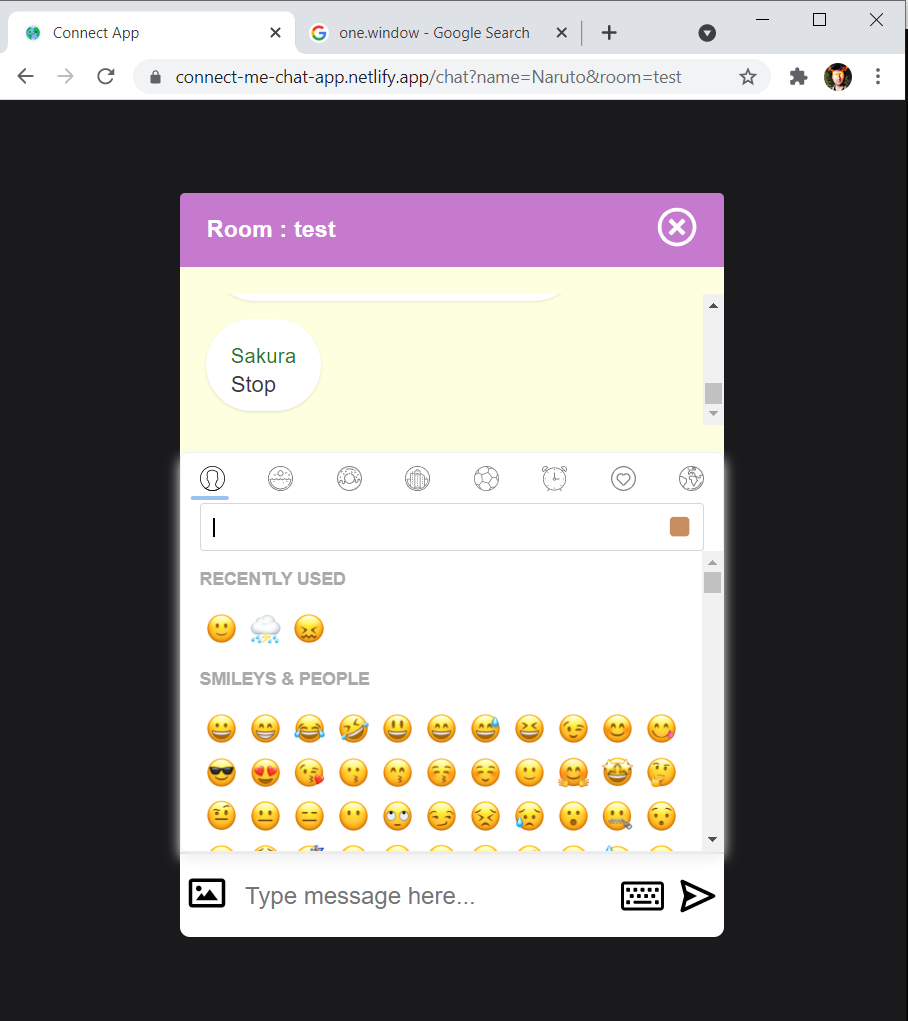 Connect App
one.window - Google Search
connect-me-chat-app.netlify.app/chat?name=Naruto&room=test
Room : test
Sakura
Stop
RECENTLY USED
SMILEYS & PEOPLE
Type message here...